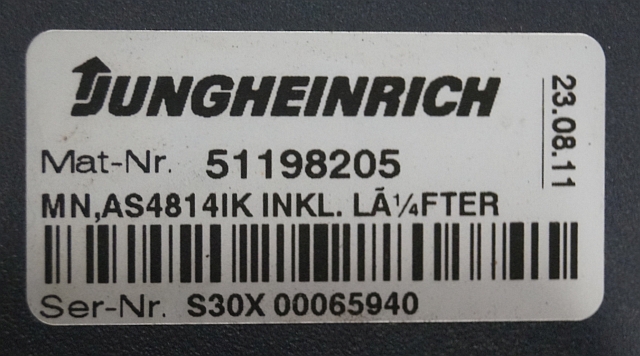 JUNGHEINRICH
23.08.11
Mat-Nr. 51198205
MN,AS4814IK INKL. LÃ¼FTER
Ser-Nr. S30X 00065940